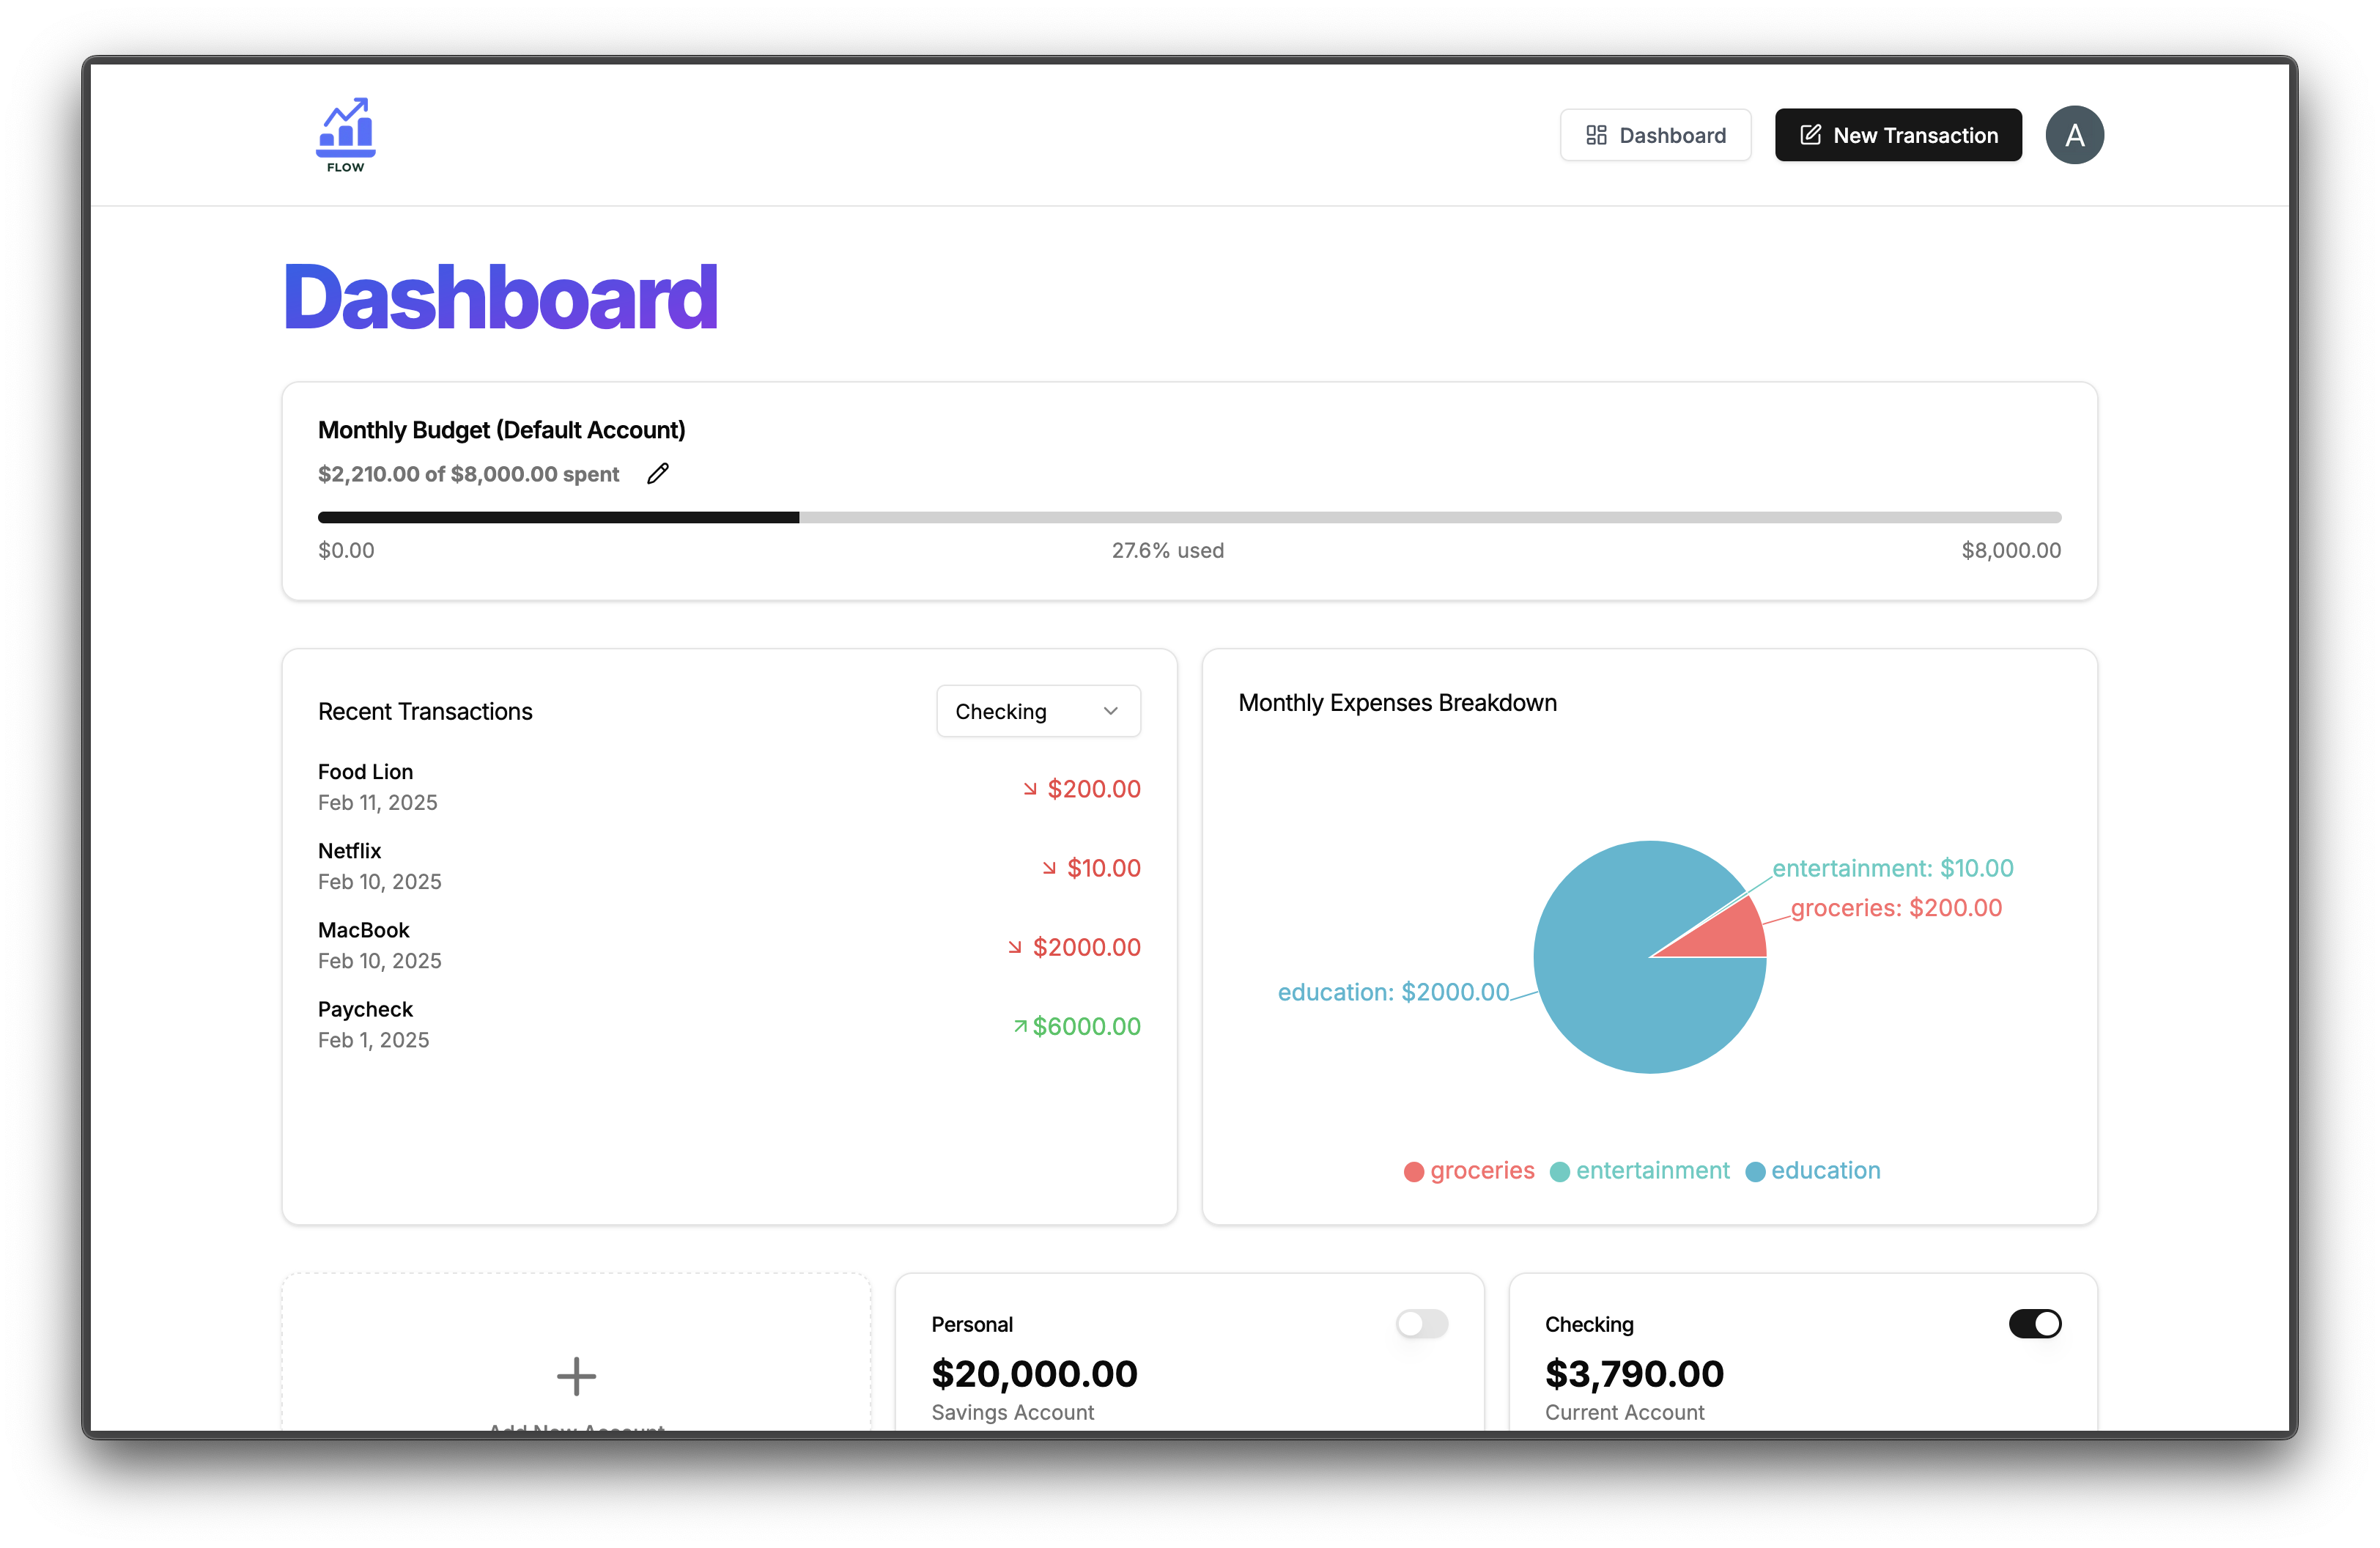 FLOW
Dashboard
New Transaction
A
Dashboard
Monthly Budget (Default Account)
$2,210.00 of $8,000.00 spent
$0.00
27.6% used
$8,000.00
Recent Transactions
Checking
Food Lion
Feb 11, 2025
$200.00
Netflix
Feb 10, 2025
$10.00
MacBook
Feb 10, 2025
$2000.00
Paycheck
Feb 1, 2025
$6000.00
Monthly Expenses Breakdown
entertainment: $10.00
groceries: $200.00
education: $2000.00
groceries
entertainment
education
Add New Account
Personal
$20,000.00
Savings Account
Checking
$3,790.00
Current Account